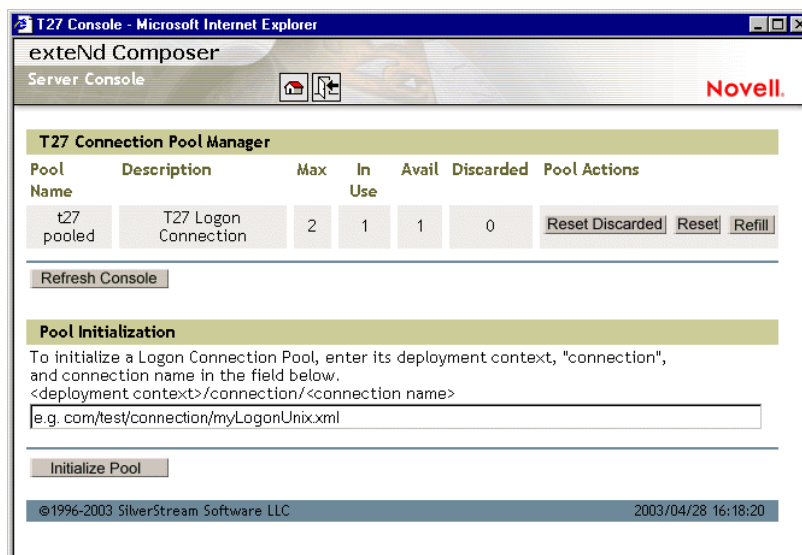 T27 Console - Microsoft Internet Explorer
exteNd Composer
Server Console
Novell.
T27 Connection Pool Manager
Pool Name Description Max In Use Avail Discarded Pool Actions
t27 pooled T27 Logon Connection 2 1 1 0 Reset Discarded Reset Refill
Refresh Console
Pool Initialization
To initialize a Logon Connection Pool, enter its deployment context, "connection",
and connection name in the field below.
<deployment context>/connection/<connection name>
e.g. com/test/connection/myLogonUnix.xml
Initialize Pool
©1996-2003 SilverStream Software LLC 2003/04/28 16:18:20